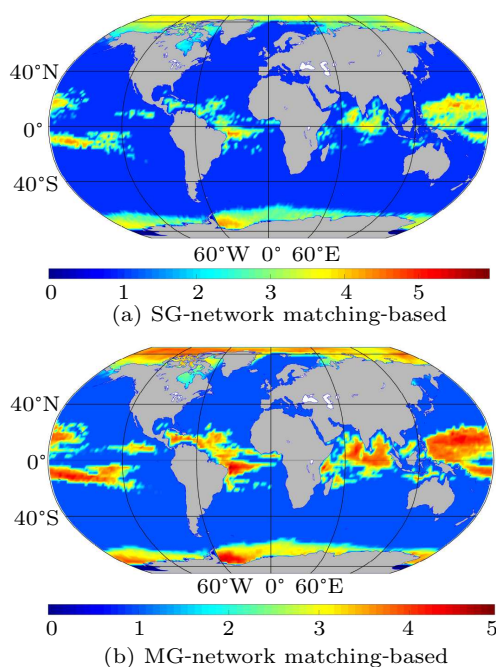 40°N
0°
40°S
60°W 0° 60°E
0 1 2 3 4 5
(a) SG-network matching-based
40°N
0°
40°S
60°W 0° 60°E
0 1 2 3 4 5
(b) MG-network matching-based